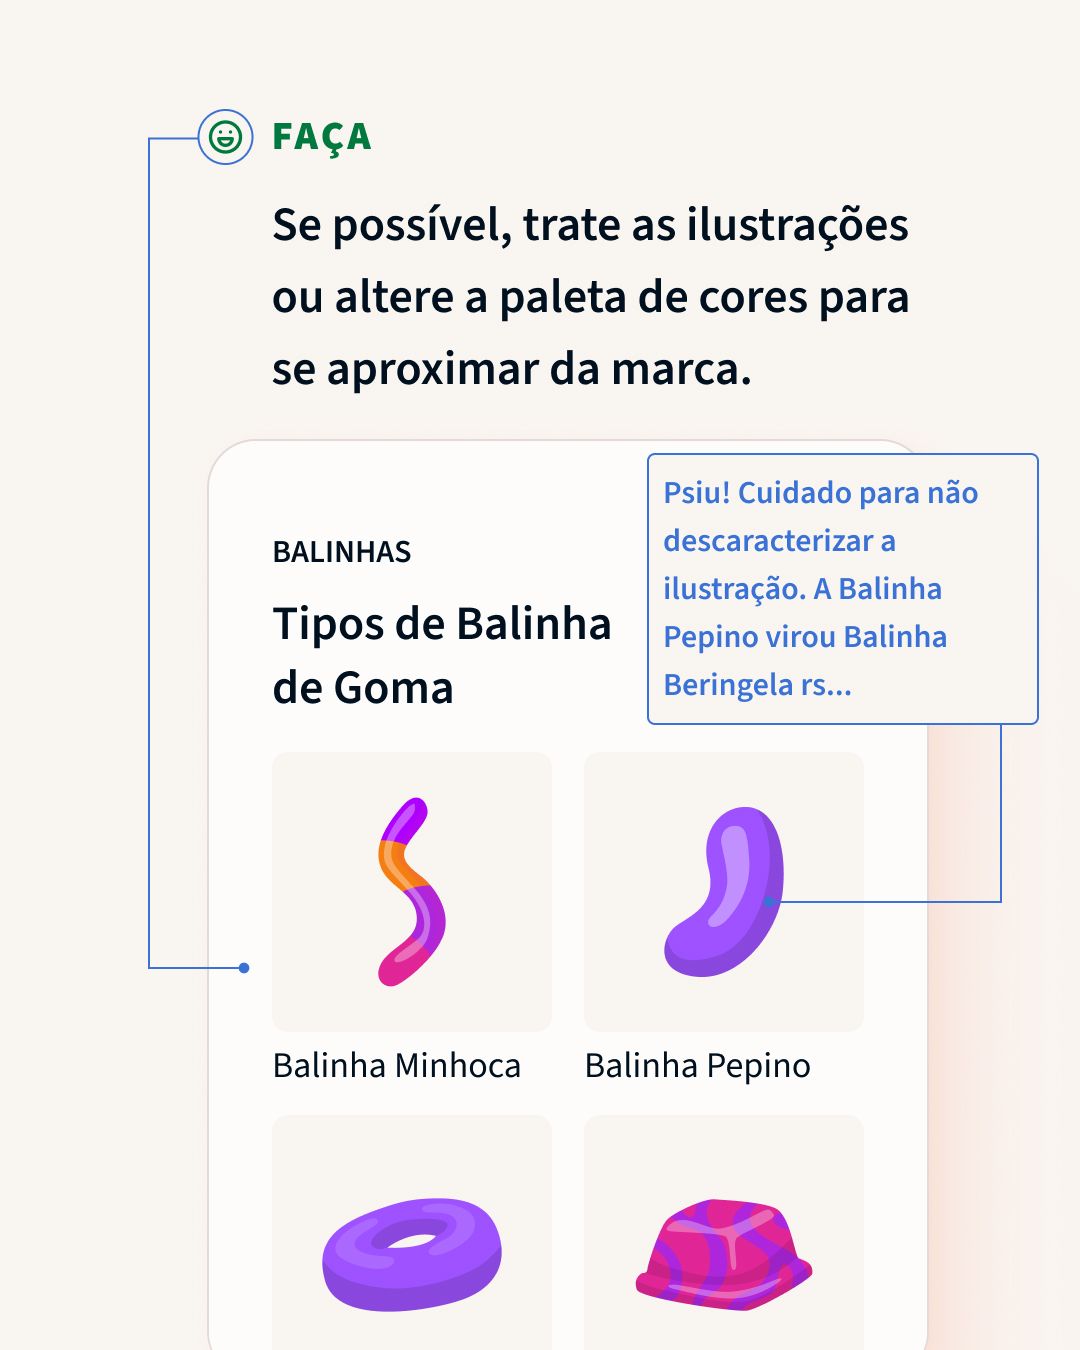 FAÇA
Se possível, trate as ilustrações
ou altere a paleta de cores para
se aproximar da marca.
Psiu! Cuidado para não
descaracterizar a
ilustração. A Balinha
Pepino virou Balinha
Beringela rs...
BALINHAS
Tipos de Balinha
de Goma
Balinha Minhoca
Balinha Pepino